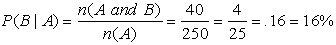 P(B | A) = n(A and B) / n(A) = 40 / 250 = 4 / 25 = .16 = 16%